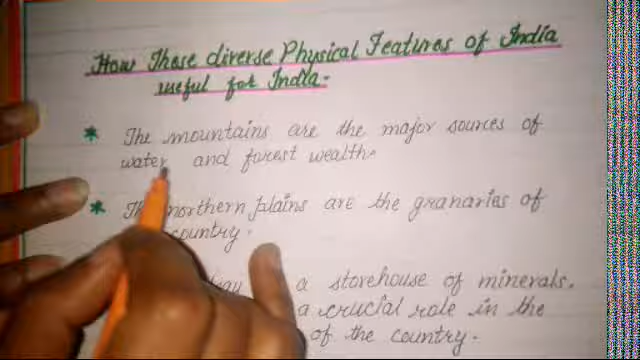 How These diverse Physical Features of India
useful for India:
* The mountains are the major sources of
water and forest wealth.
* The northern plains are the granaries of
country.
a storehouse of minerals.
a crucial role in the
of the country.